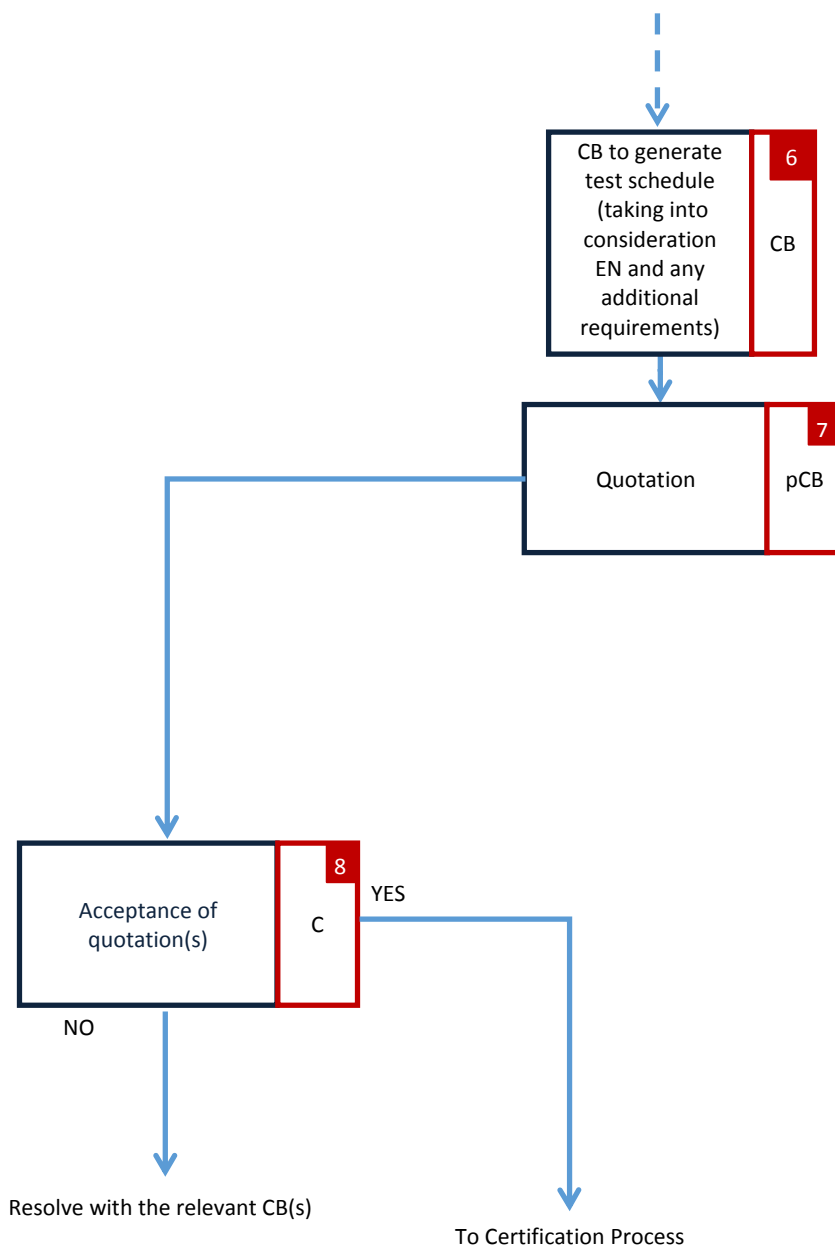 CB to generate
test schedule
(taking into
consideration
EN and any
additional
requirements)
6
CB
Quotation
7
pCB
Acceptance of
quotation(s)
8
C
YES
NO
Resolve with the relevant CB(s)
To Certification Process